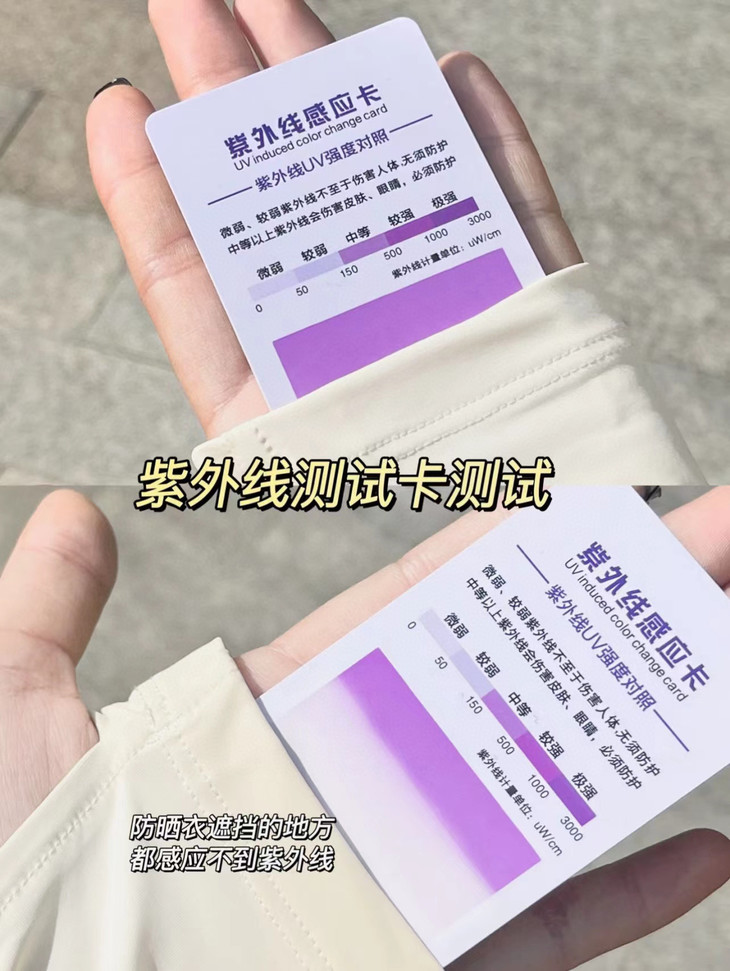 紫外线感应卡
UV induced color change card
紫外线UV强度对照
微弱、较弱紫外线不至于伤害人体.无须防护
中等以上紫外线会伤害皮肤、眼睛，必须防护
微弱 较弱 中等 较强 极强
0 50 150 500 1000 3000
紫外线计量单位：uW/cm
紫外线测试卡测试
紫外线感应卡
UV induced color change card
紫外线UV强度对照
微弱、较弱紫外线不至于伤害人体.无须防护
中等以上紫外线会伤害皮肤、眼睛，必须防护
微弱 较弱 中等 较强 极强
0 50 150 500 1000 3000
紫外线计量单位：uW/cm
防晒衣遮挡的地方
都感应不到紫外线